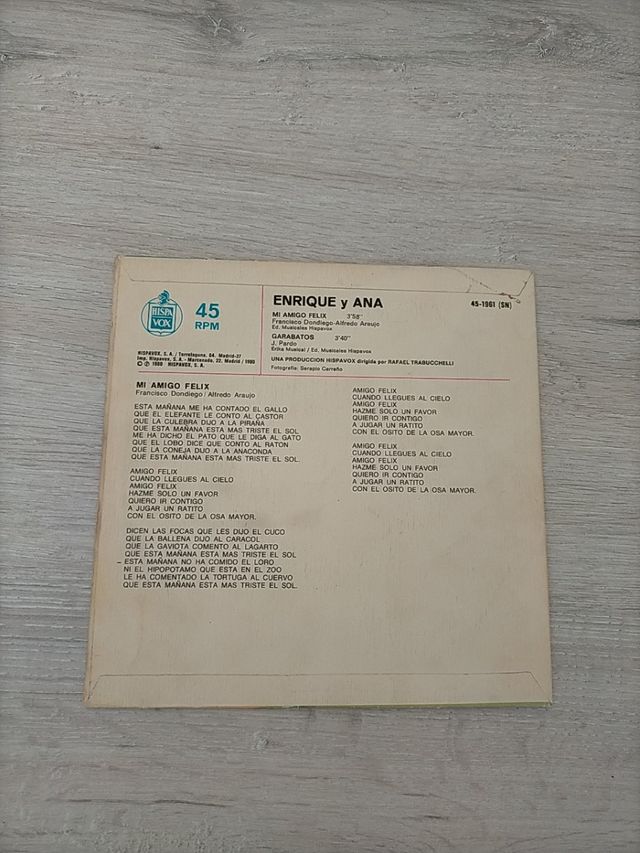 HISPA
VOX
45
RPM
HISPAVOX, S. A. / Torrelaguna, 64. Madrid-27
Imp. Hispavox, S. A. - Marcenado, 22. Madrid / 1980
© ℗ 1980 HISPAVOX, S. A.
ENRIQUE y ANA
45-1961 (SN)
MI AMIGO FELIX 3'58"
Francisco Dondiego-Alfredo Araujo
Ed. Musicales Hispavox
GARABATOS 3'40"
J. Pardo
Erika Musical / Ed. Musicales Hispavox
UNA PRODUCCION HISPAVOX dirigida por RAFAEL TRABUCCHELLI
Fotografía: Serapio Carreño
MI AMIGO FELIX
Francisco Dondiego / Alfredo Araujo
ESTA MAÑANA ME HA CONTADO EL GALLO
QUE EL ELEFANTE LE CONTO AL CASTOR
QUE LA CULEBRA DIJO A LA PIRAÑA
QUE ESTA MAÑANA ESTA MAS TRISTE EL SOL.
ME HA DICHO EL PATO QUE LE DIGA AL GATO
QUE EL LOBO DICE QUE CONTO AL RATON
QUE LA CONEJA DIJO A LA ANACONDA
QUE ESTA MAÑANA ESTA MAS TRISTE EL SOL.
AMIGO FELIX
CUANDO LLEGUES AL CIELO
AMIGO FELIX
HAZME SOLO UN FAVOR
QUIERO IR CONTIGO
A JUGAR UN RATITO
CON EL OSITO DE LA OSA MAYOR.
DICEN LAS FOCAS QUE LES DIJO EL CUCO
QUE LA BALLENA DIJO AL CARACOL
QUE LA GAVIOTA COMENTO AL LAGARTO
QUE ESTA MAÑANA ESTA MAS TRISTE EL SOL
ESTA MAÑANA NO HA COMIDO EL LORO
NI EL HIPOPOTAMO QUE ESTA EN EL ZOO
LE HA COMENTADO LA TORTUGA AL CUERVO
QUE ESTA MAÑANA ESTA MAS TRISTE EL SOL.
AMIGO FELIX
CUANDO LLEGUES AL CIELO
AMIGO FELIX
HAZME SOLO UN FAVOR
QUIERO IR CONTIGO
A JUGAR UN RATITO
CON EL OSITO DE LA OSA MAYOR.
AMIGO FELIX
CUANDO LLEGUES AL CIELO
AMIGO FELIX
HAZME SOLO UN FAVOR
QUIERO IR CONTIGO
A JUGAR UN RATITO
CON EL OSITO DE LA OSA MAYOR.